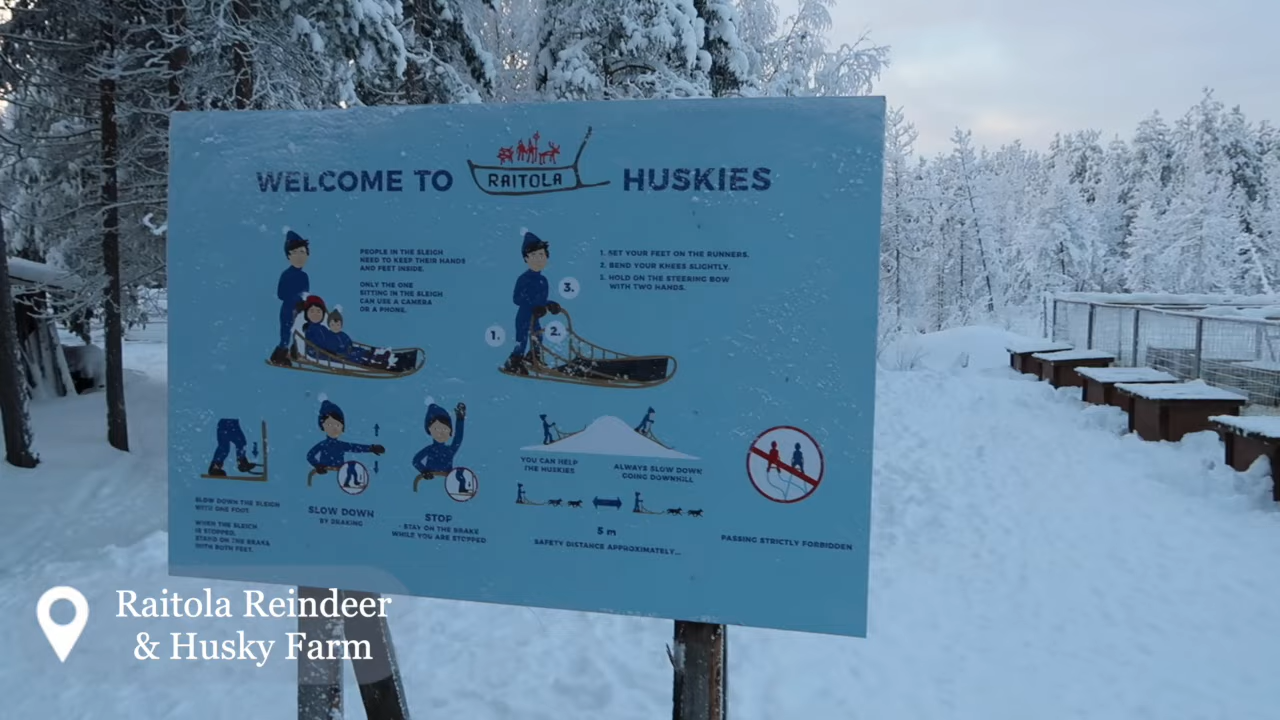 WELCOME TO RAITOLA HUSKIES
PEOPLE IN THE SLEIGH
NEED TO KEEP THEIR HANDS
AND FEET INSIDE.
ONLY THE ONE
SITTING IN THE SLEIGH
CAN USE A CAMERA
OR A PHONE.
1. SET YOUR FEET ON THE RUNNERS.
2. BEND YOUR KNEES SLIGHTLY.
3. HOLD ON THE STEERING BOW
WITH TWO HANDS.
3.
1.
2.
SLOW DOWN THE SLEIGH
WITH ONE FOOT.
WHEN THE SLEIGH
IS STOPPED,
STAND ON THE BRAKE
WITH BOTH FEET.
SLOW DOWN
BY BRAKING
STOP
- STAY ON THE BRAKE
WHILE YOU ARE STOPPED
YOU CAN HELP
THE HUSKIES
ALWAYS SLOW DOWN
GOING DOWNHILL
5 m
SAFETY DISTANCE APPROXIMATELY...
PASSING STRICTLY FORBIDDEN
Raitola Reindeer
& Husky Farm